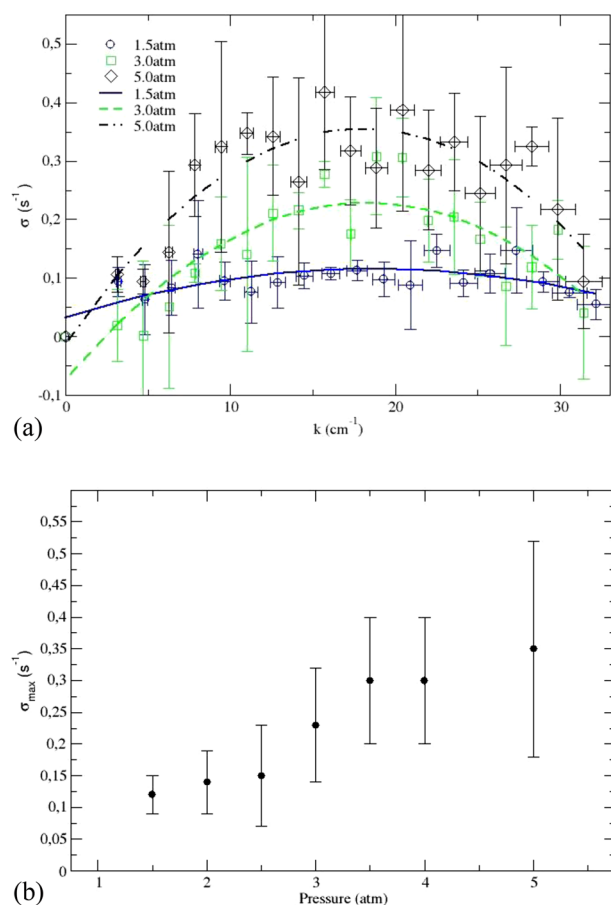 0,5
0,4
0,3
0,2
0,1
0
-0,1
σ (s⁻¹)
1.5atm
3.0atm
5.0atm
1.5atm
3.0atm
5.0atm
0 10 20 30
k (cm⁻¹)
(a)
0,55
0,5
0,45
0,4
0,35
0,3
0,25
0,2
0,15
0,1
0,05
0
σmax (s⁻¹)
1 2 3 4 5
Pressure (atm)
(b)